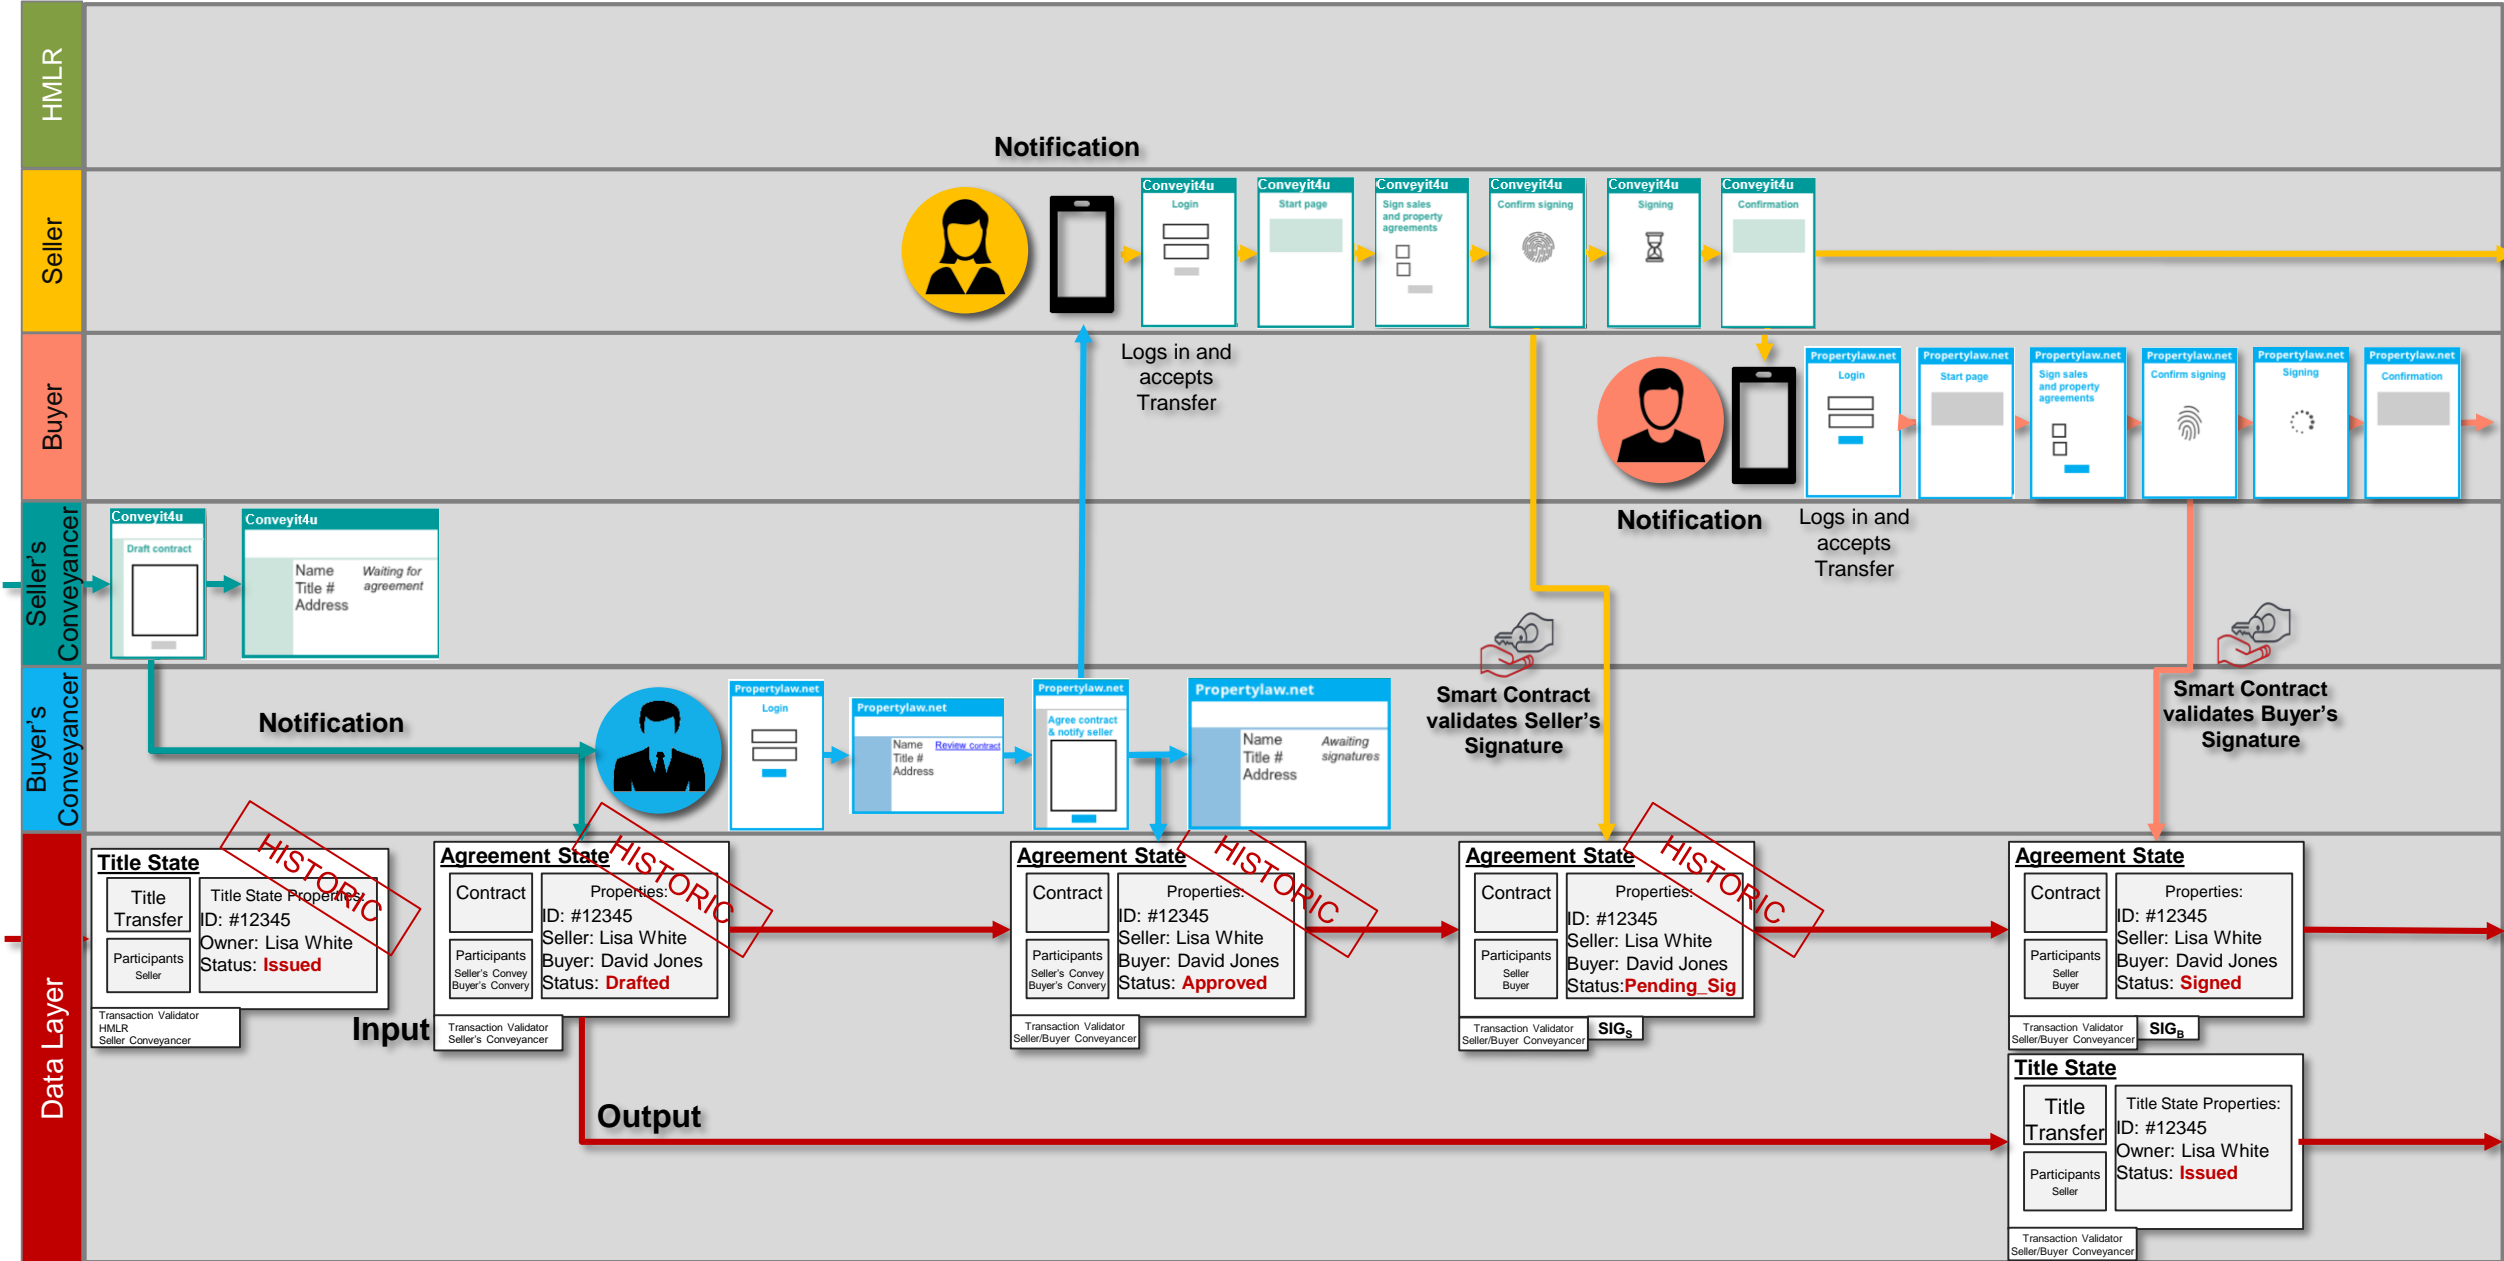 HMLR
Notification
Seller
Conveyit4u
Login
Conveyit4u
Start page
Conveyit4u
Sign sales
and property
agreements
Conveyit4u
Confirm signing
Conveyit4u
Signing
Conveyit4u
Confirmation
Buyer
Logs in and
accepts
Transfer
Propertylaw.net
Login
Propertylaw.net
Start page
Propertylaw.net
Sign sales
and property
agreements
Propertylaw.net
Confirm signing
Propertylaw.net
Signing
Propertylaw.net
Confirmation
Seller's
Conveyancer
Conveyit4u
Draft contract
Conveyit4u
Name
Title #
Address
Waiting for
agreement
Notification
Logs in and
accepts
Transfer
Buyer's
Conveyancer
Notification
Propertylaw.net
Login
Propertylaw.net
Name
Title #
Address
Review contract
Propertylaw.net
Agree contract
& notify seller
Propertylaw.net
Name
Title #
Address
Awaiting
signatures
Smart Contract
validates Seller's
Signature
Smart Contract
validates Buyer's
Signature
Data Layer
Title State
Title
Transfer
Participants
Seller
Title State Properties:
ID: #12345
Owner: Lisa White
Status: Issued
HISTORIC
Transaction Validator
HMLR
Seller Conveyancer
Input
Agreement State
Contract
Participants
Seller's Convey
Buyer's Convery
Properties:
ID: #12345
Seller: Lisa White
Buyer: David Jones
Status: Drafted
HISTORIC
Transaction Validator
Seller's Conveyancer
Output
Agreement State
Contract
Participants
Seller's Convey
Buyer's Convery
Properties:
ID: #12345
Seller: Lisa White
Buyer: David Jones
Status: Approved
HISTORIC
Transaction Validator
Seller/Buyer Conveyancer
Agreement State
Contract
Participants
Seller
Buyer
Properties:
ID: #12345
Seller: Lisa White
Buyer: David Jones
Status:Pending_Sig
HISTORIC
Transaction Validator
Seller/Buyer Conveyancer
SIGS
Agreement State
Contract
Participants
Seller
Buyer
Properties:
ID: #12345
Seller: Lisa White
Buyer: David Jones
Status: Signed
Transaction Validator
Seller/Buyer Conveyancer
SIGB
Title State
Title
Transfer
Participants
Seller
Title State Properties:
ID: #12345
Owner: Lisa White
Status: Issued
Transaction Validator
Seller/Buyer Conveyancer